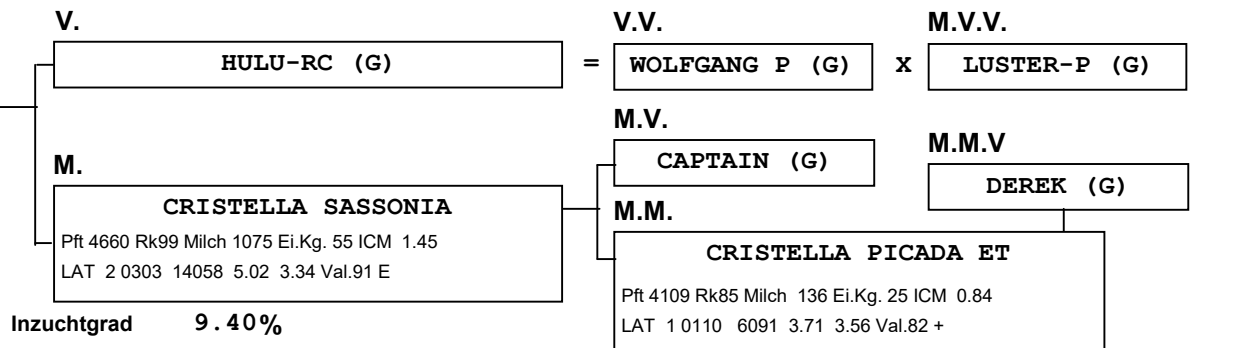 V.
HULU-RC (G)
=
V.V.
WOLFGANG P (G)
X
M.V.V.
LUSTER-P (G)
M.
CRISTELLA SASSONIA
Pft 4660 Rk99 Milch 1075 Ei.Kg. 55 ICM 1.45
LAT 2 0303 14058 5.02 3.34 Val.91 E
M.V.
CAPTAIN (G)
M.M.V
DEREK (G)
M.M.
CRISTELLA PICADA ET
Pft 4109 Rk85 Milch 136 Ei.Kg. 25 ICM 0.84
LAT 1 0110 6091 3.71 3.56 Val.82 +
Inzuchtgrad 9.40%